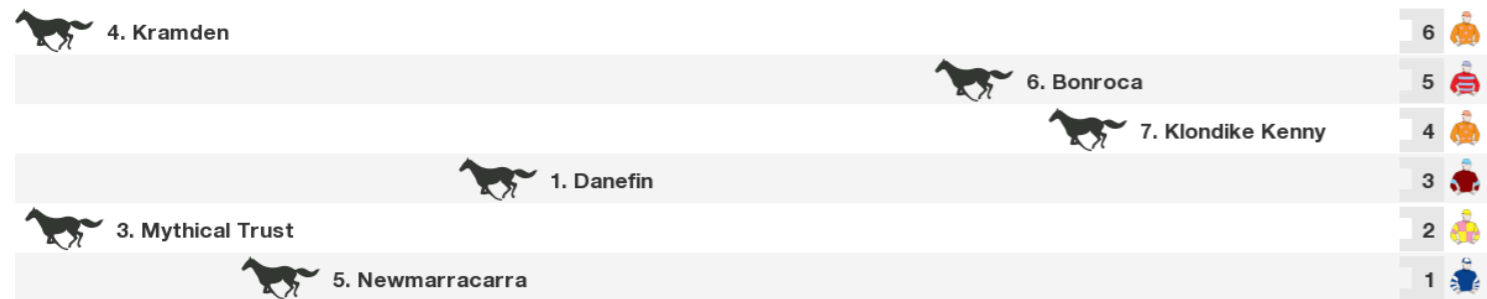 4. Kramden 6
6. Bonroca 5
7. Klondike Kenny 4
1. Danefin 3
3. Mythical Trust 2
5. Newmarracarra 1